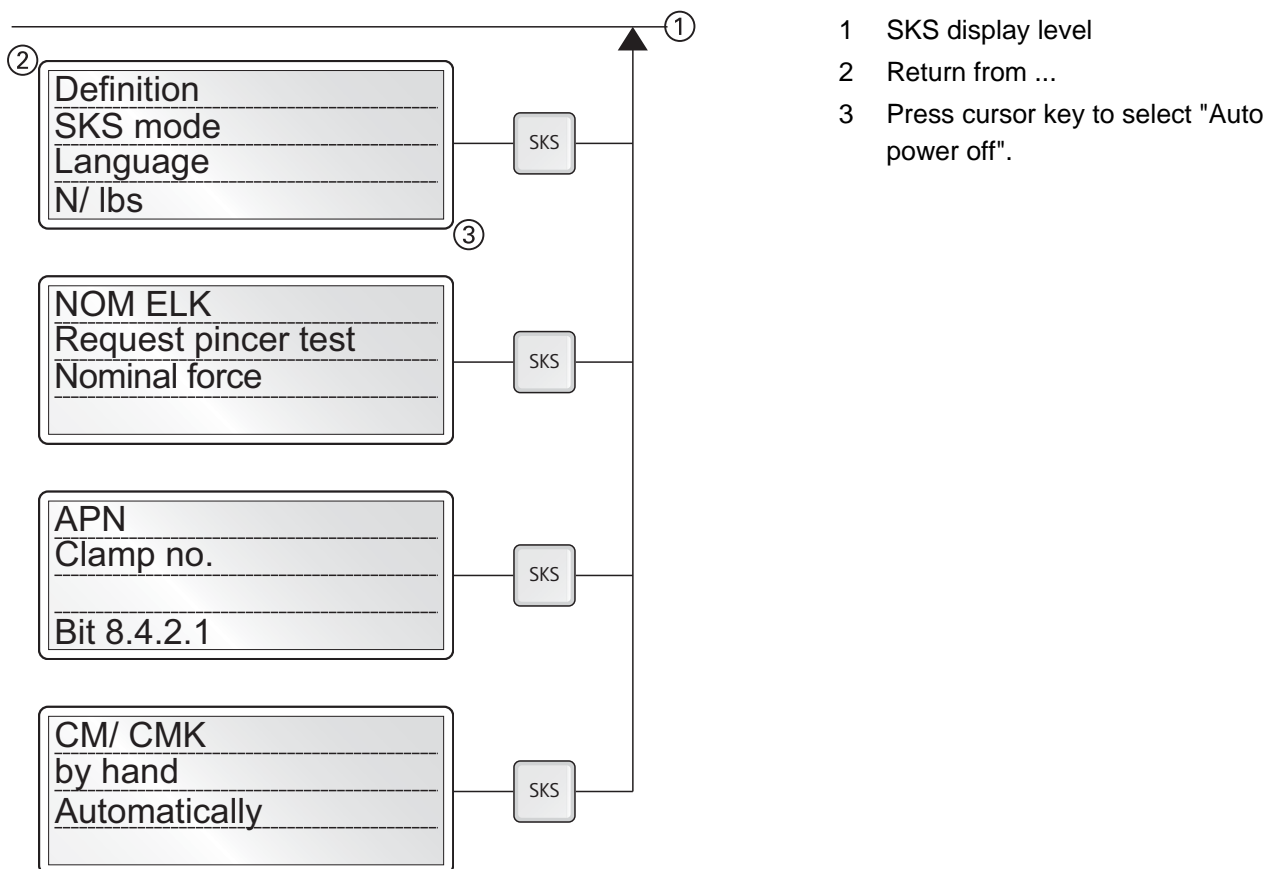 1
2
Definition
SKS mode
Language
N/ lbs
SKS
3
NOM ELK
Request pincer test
Nominal force
SKS
APN
Clamp no.
Bit 8.4.2.1
SKS
CM/ CMK
by hand
Automatically
SKS
1 SKS display level
2 Return from ...
3 Press cursor key to select "Auto
power off".